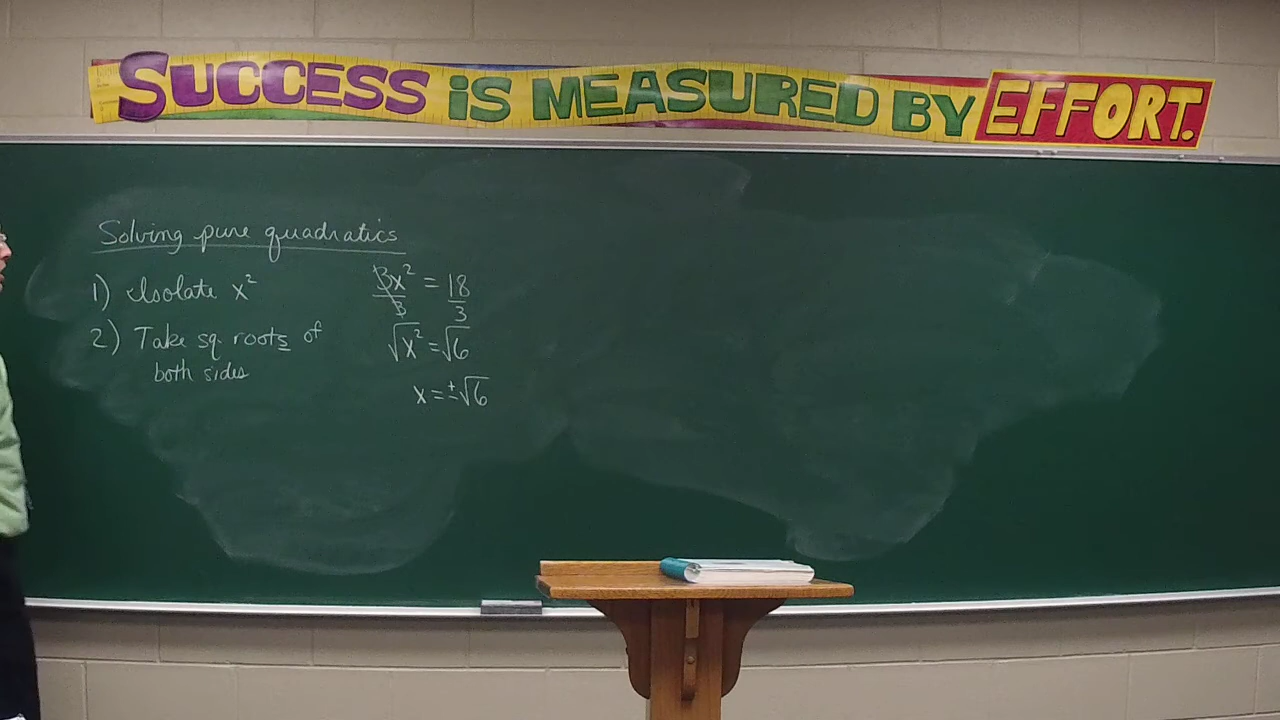 SUCCESS iS MEASURED BY EFFORT.
Solving pure quadratics
1) Isolate x²
3x² = 18
3 3
2) Take sq. roots of
both sides
√x² = √6
x = ±√6